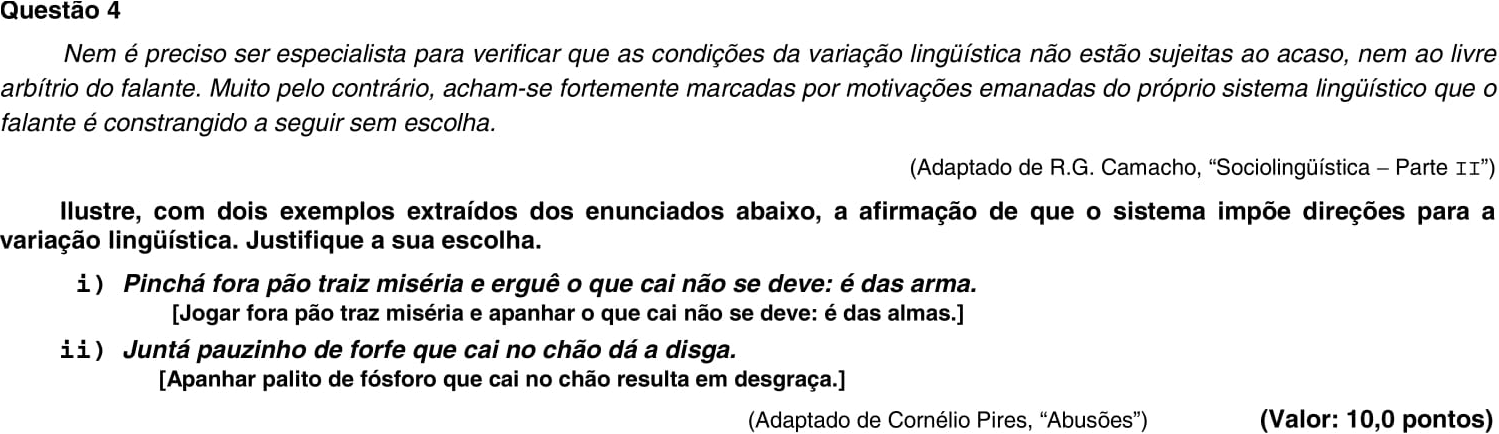 Questão 4
Nem é preciso ser especialista para verificar que as condições da variação lingüística não estão sujeitas ao acaso, nem ao livre
arbítrio do falante. Muito pelo contrário, acham-se fortemente marcadas por motivações emanadas do próprio sistema lingüístico que o
falante é constrangido a seguir sem escolha.
(Adaptado de R.G. Camacho, “Sociolingüística – Parte II”)
Ilustre, com dois exemplos extraídos dos enunciados abaixo, a afirmação de que o sistema impõe direções para a
variação lingüística. Justifique a sua escolha.
i) Pinchá fora pão traiz miséria e erguê o que cai não se deve: é das arma.
[Jogar fora pão traz miséria e apanhar o que cai não se deve: é das almas.]
ii) Juntá pauzinho de forfe que cai no chão dá a disga.
[Apanhar palito de fósforo que cai no chão resulta em desgraça.]
(Adaptado de Cornélio Pires, “Abusões”) (Valor: 10,0 pontos)